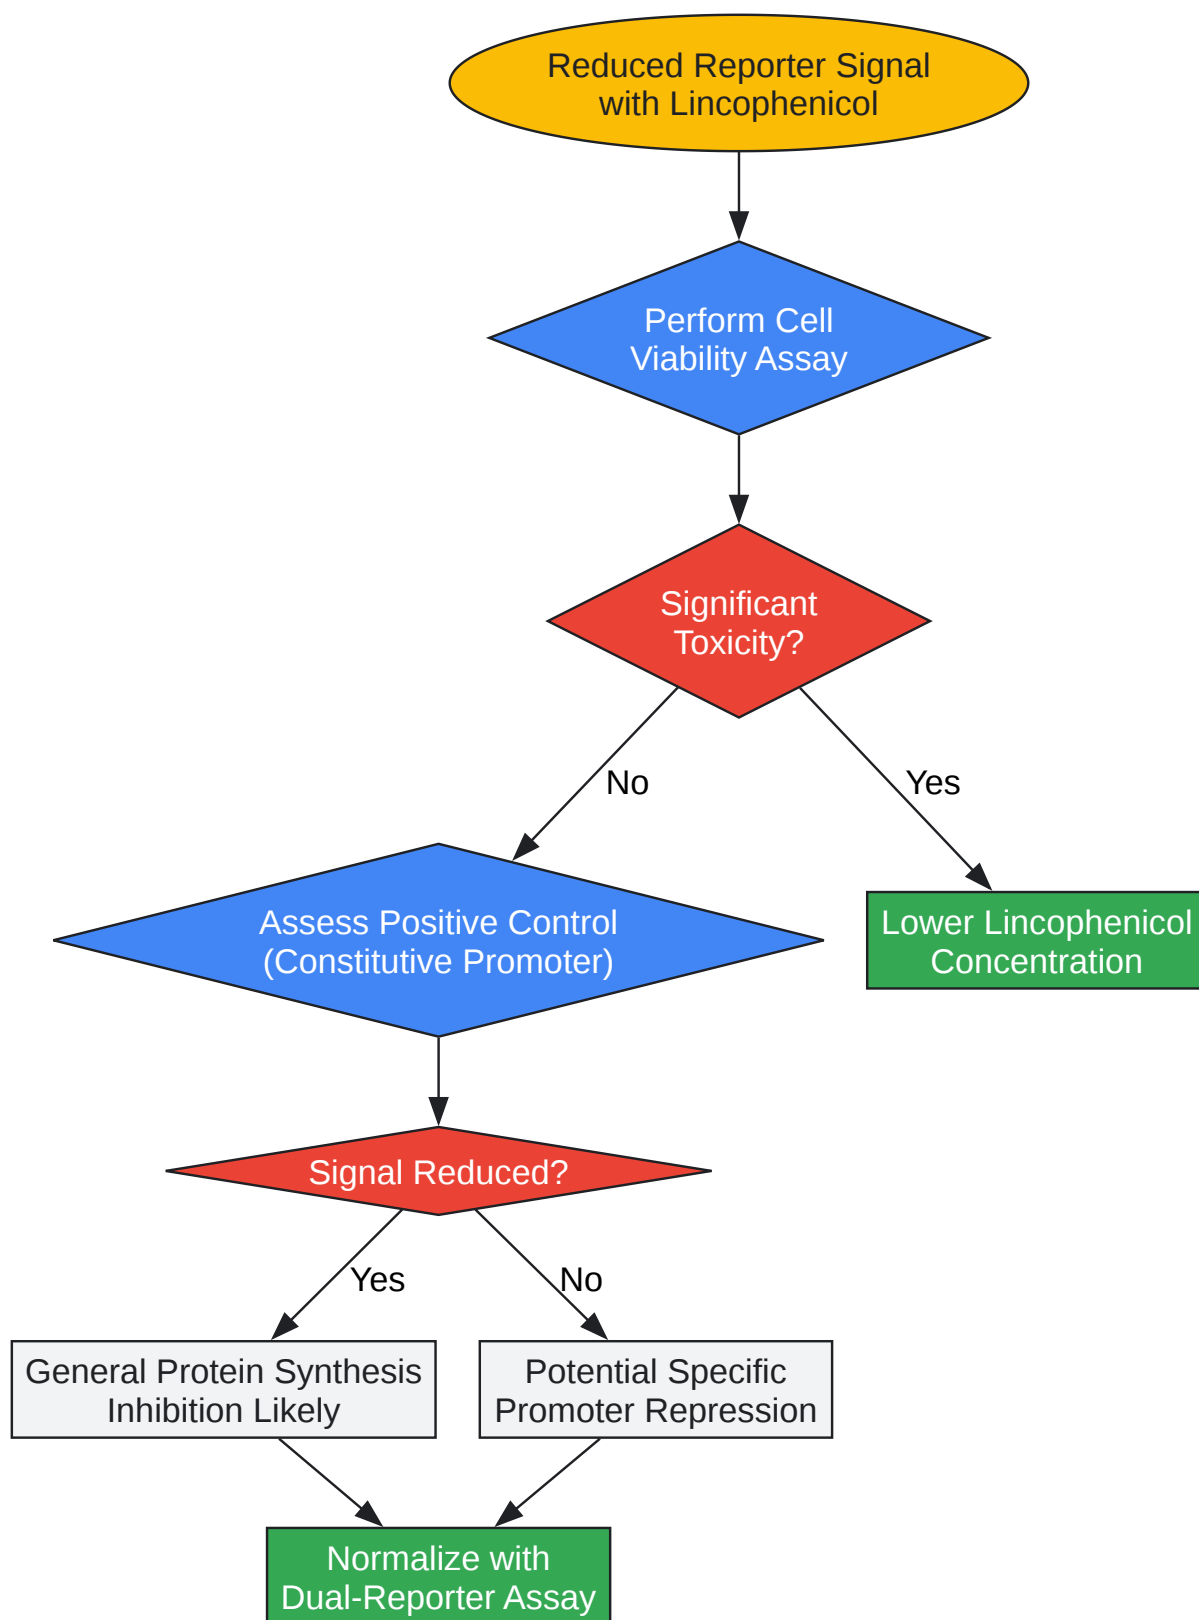 Reduced Reporter Signal
with Lincophenicol
Perform Cell
Viability Assay
Significant
Toxicity?
No
Yes
Assess Positive Control
(Constitutive Promoter)
Lower Lincophenicol
Concentration
Signal Reduced?
Yes
No
General Protein Synthesis
Inhibition Likely
Potential Specific
Promoter Repression
Normalize with
Dual-Reporter Assay